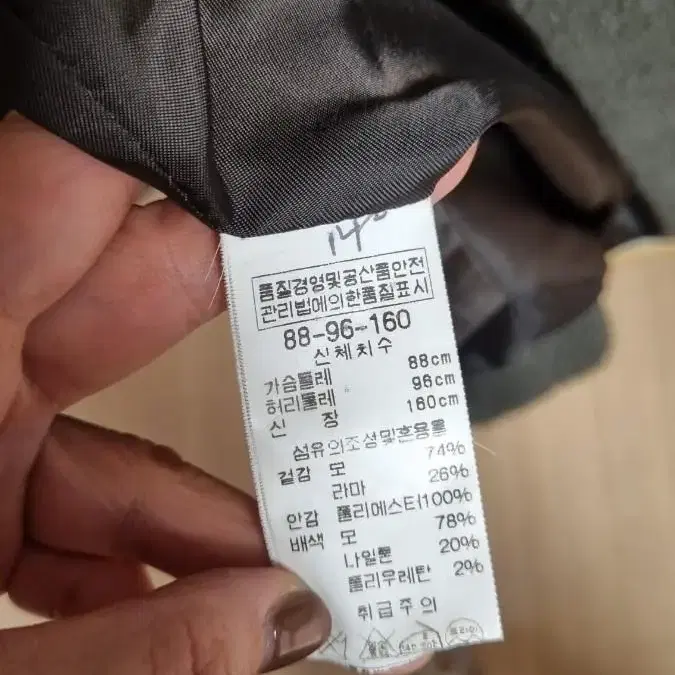 품질경영및공산품안전
관리법에의한품질표시
88-96-160
신체치수
가슴둘레 88cm
허리둘레 96cm
신 장 160cm
섬유의조성및혼용율
겉감 모 74%
라마 26%
안감 폴리에스터100%
배색 모 78%
나일론 20%
폴리우레탄 2%
취급주의
드라이